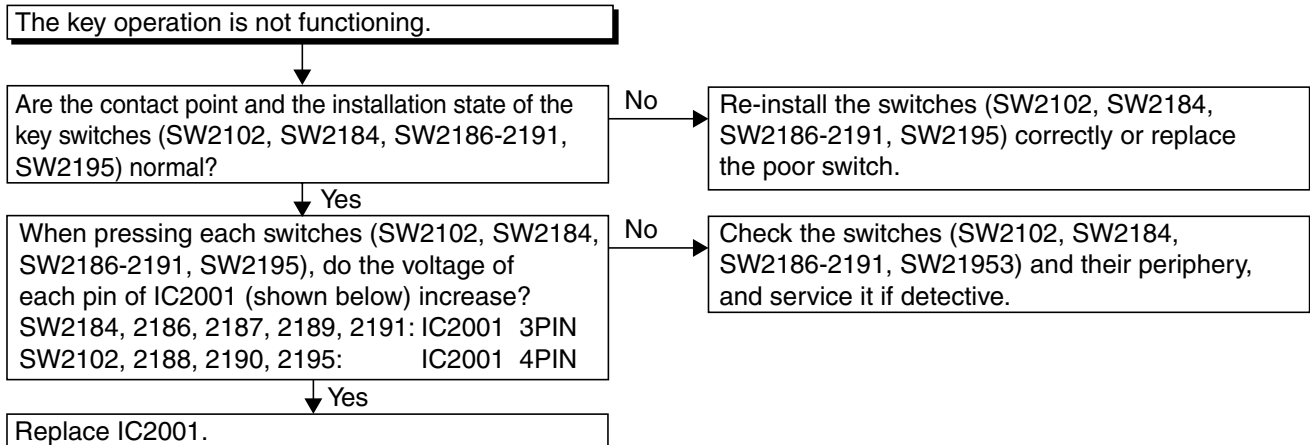 The key operation is not functioning.
Are the contact point and the installation state of the
key switches (SW2102, SW2184, SW2186-2191,
SW2195) normal?
No
Re-install the switches (SW2102, SW2184,
SW2186-2191, SW2195) correctly or replace
the poor switch.
Yes
When pressing each switches (SW2102, SW2184,
SW2186-2191, SW2195), do the voltage of
each pin of IC2001 (shown below) increase?
SW2184, 2186, 2187, 2189, 2191: IC2001 3PIN
SW2102, 2188, 2190, 2195: IC2001 4PIN
No
Check the switches (SW2102, SW2184,
SW2186-2191, SW21953) and their periphery,
and service it if detective.
Yes
Replace IC2001.